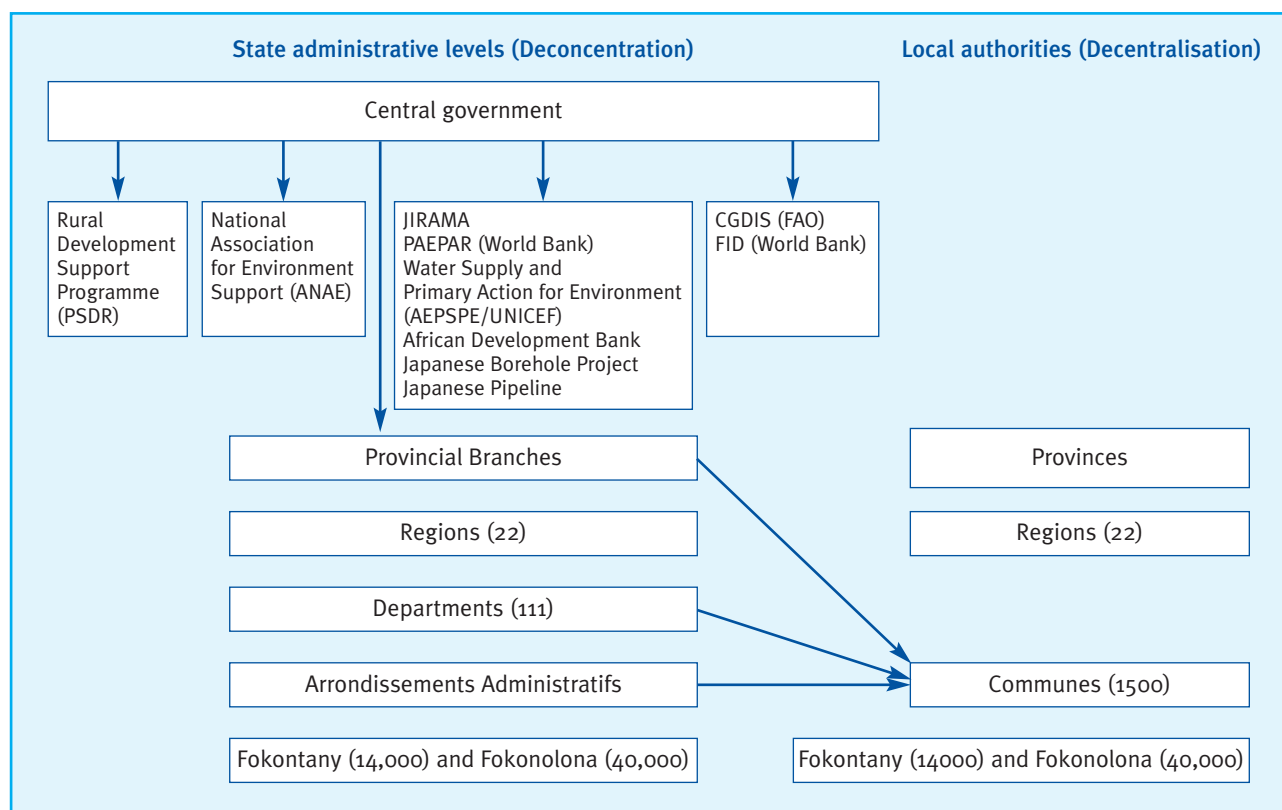 State administrative levels (Deconcentration)
Local authorities (Decentralisation)
Central government
Rural
Development
Support
Programme
(PSDR)
National
Association
for Environment
Support (ANAE)
JIRAMA
PAEPAR (World Bank)
Water Supply and
Primary Action for Environment
(AEPSPE/UNICEF)
African Development Bank
Japanese Borehole Project
Japanese Pipeline
CGDIS (FAO)
FID (World Bank)
Provincial Branches
Provinces
Regions (22)
Regions (22)
Departments (111)
Arrondissements Administratifs
Communes (1500)
Fokontany (14,000) and Fokonolona (40,000)
Fokontany (14000) and Fokonolona (40,000)